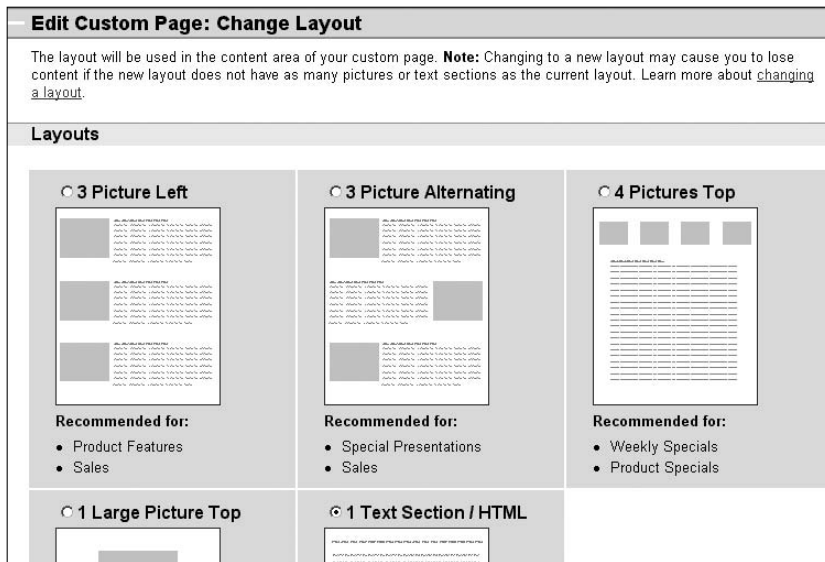 Edit Custom Page: Change Layout
The layout will be used in the content area of your custom page. Note: Changing to a new layout may cause you to lose
content if the new layout does not have as many pictures or text sections as the current layout. Learn more about changing
a layout.
Layouts
3 Picture Left
3 Picture Alternating
4 Pictures Top
Recommended for:
• Product Features
• Sales
Recommended for:
• Special Presentations
• Sales
Recommended for:
• Weekly Specials
• Product Specials
1 Large Picture Top
1 Text Section / HTML